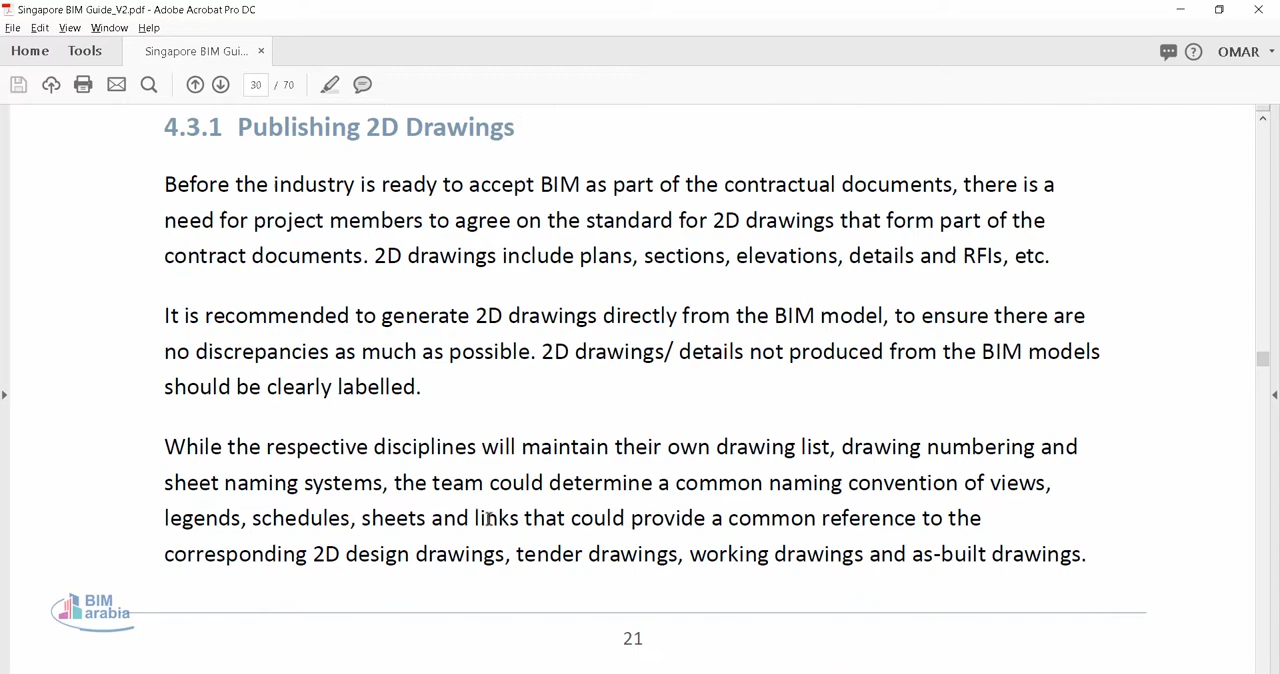 Singapore BIM Guide_V2.pdf - Adobe Acrobat Pro DC
File Edit View Window Help
Home Tools Singapore BIM Gui... × OMAR
30 / 70
4.3.1 Publishing 2D Drawings
Before the industry is ready to accept BIM as part of the contractual documents, there is a
need for project members to agree on the standard for 2D drawings that form part of the
contract documents. 2D drawings include plans, sections, elevations, details and RFIs, etc.
It is recommended to generate 2D drawings directly from the BIM model, to ensure there are
no discrepancies as much as possible. 2D drawings/ details not produced from the BIM models
should be clearly labelled.
While the respective disciplines will maintain their own drawing list, drawing numbering and
sheet naming systems, the team could determine a common naming convention of views,
legends, schedules, sheets and links that could provide a common reference to the
corresponding 2D design drawings, tender drawings, working drawings and as-built drawings.
BIM
arabia
21